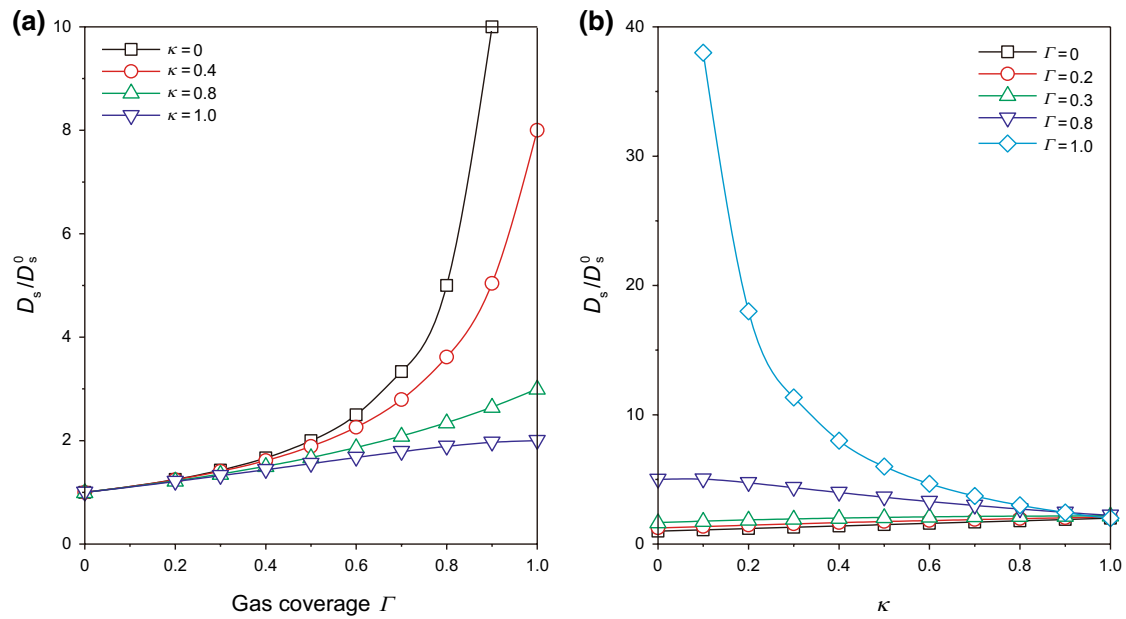 (a)
10
8
6
4
2
0
D_s/D_s^0
κ = 0
κ = 0.4
κ = 0.8
κ = 1.0
0 0.2 0.4 0.6 0.8 1.0
Gas coverage Γ
(b)
40
30
20
10
0
D_s/D_s^0
Γ = 0
Γ = 0.2
Γ = 0.3
Γ = 0.8
Γ = 1.0
0 0.2 0.4 0.6 0.8 1.0
κ